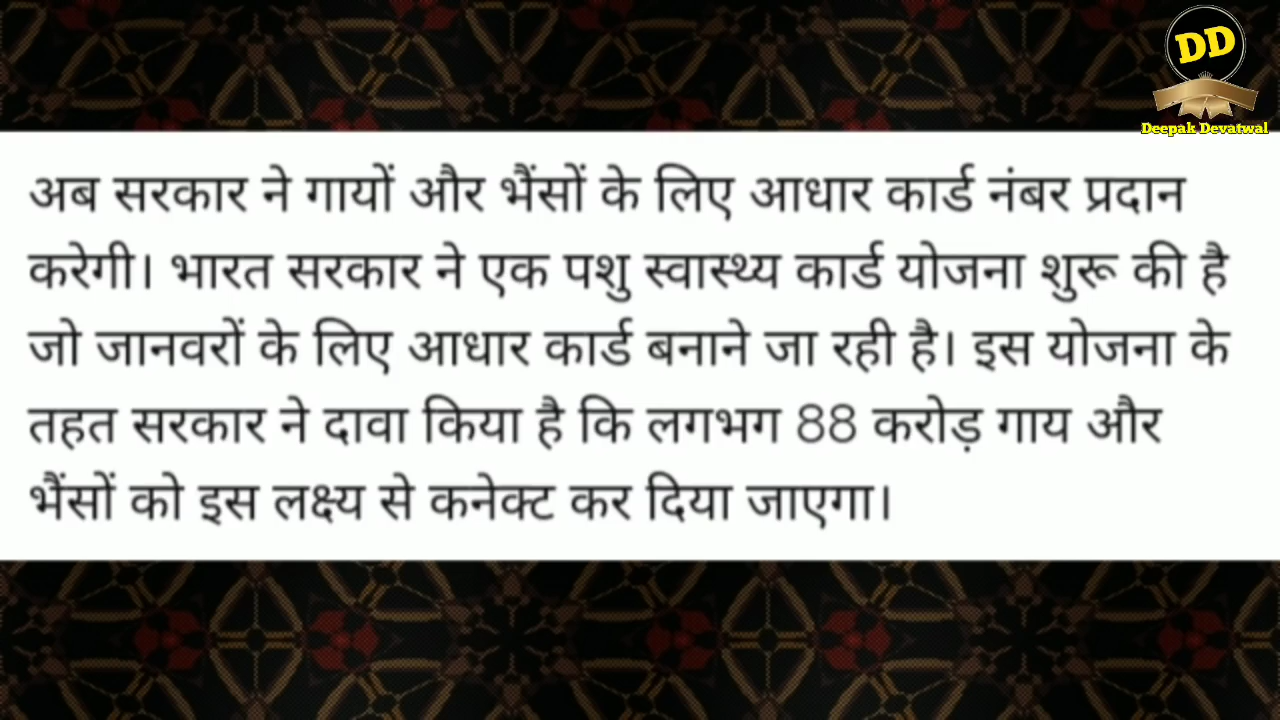 DD
Deepak Devatwal
अब सरकार ने गायों और भैंसों के लिए आधार कार्ड नंबर प्रदान
करेगी। भारत सरकार ने एक पशु स्वास्थ्य कार्ड योजना शुरू की है
जो जानवरों के लिए आधार कार्ड बनाने जा रही है। इस योजना के
तहत सरकार ने दावा किया है कि लगभग 88 करोड़ गाय और
भैंसों को इस लक्ष्य से कनेक्ट कर दिया जाएगा।